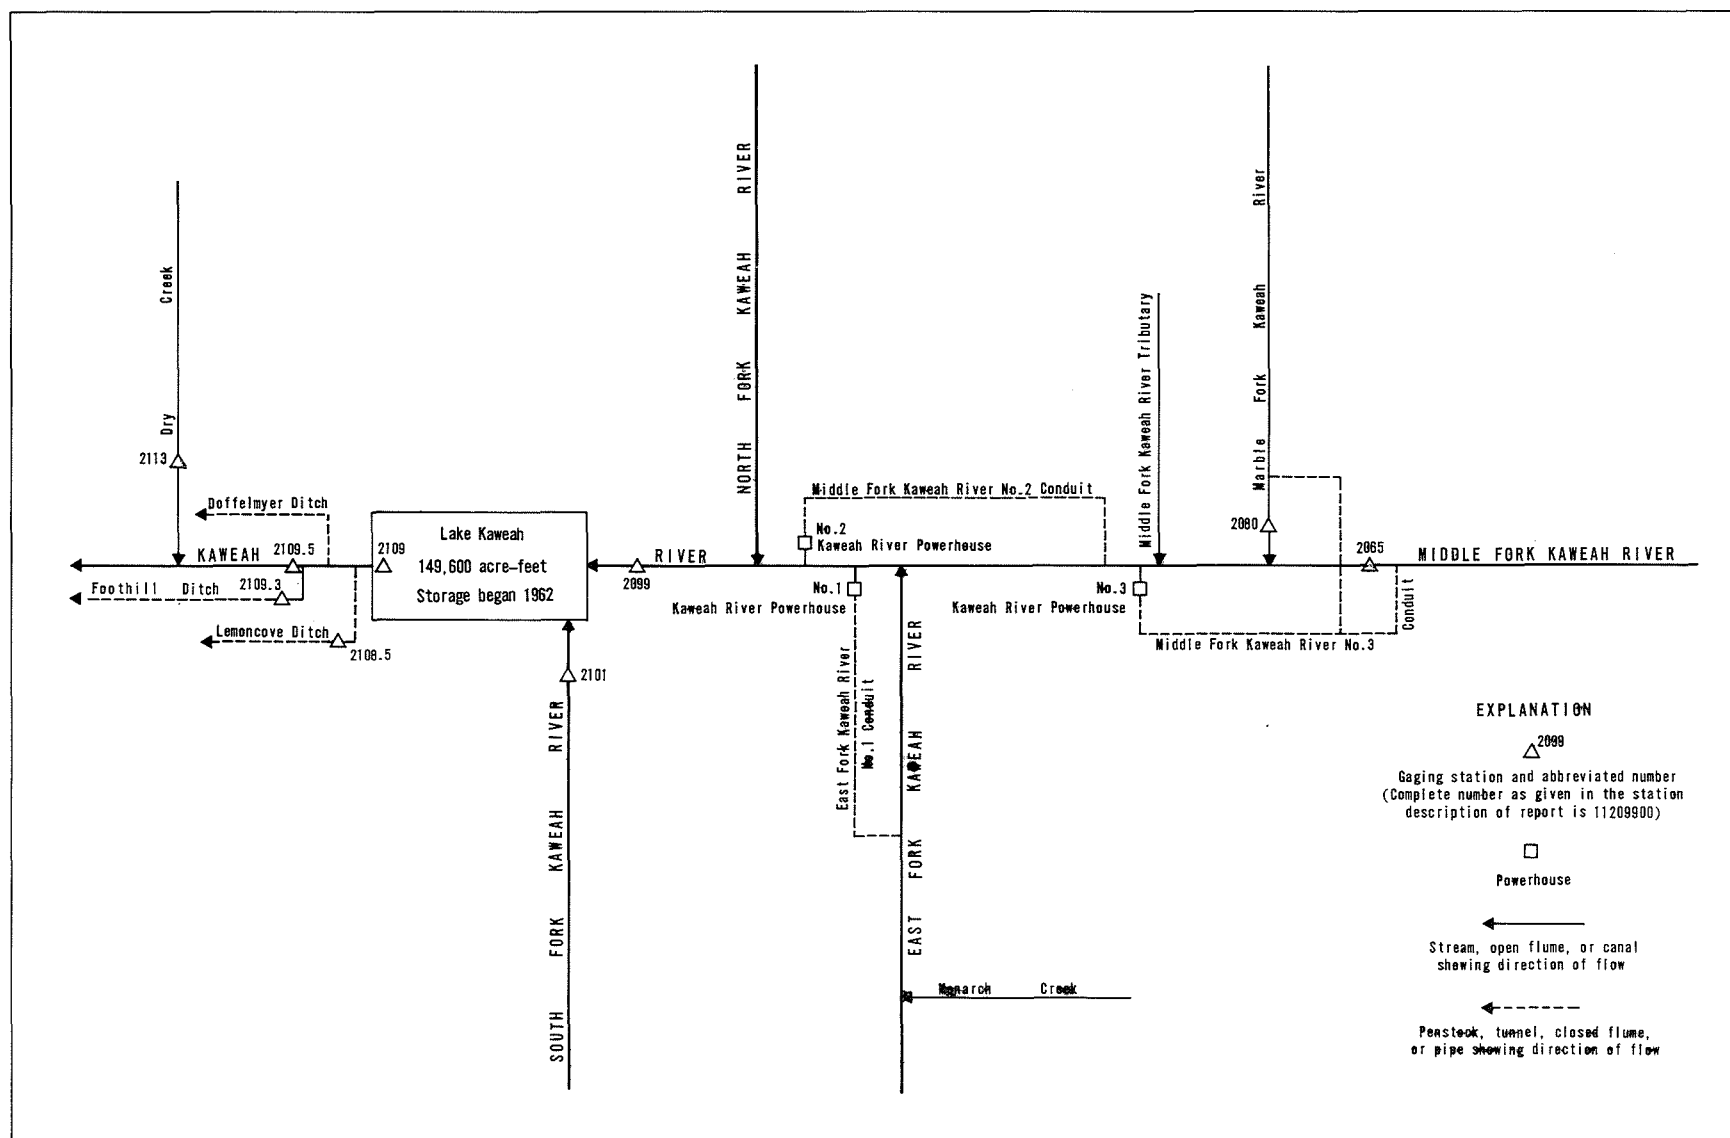 NORTH FORK KAWEAH RIVER
Marble Fork Kaweah River
Middle Fork Kaweah River Tributary
Dry Creek
2113
Doffelmyer Ditch
KAWEAH
2109.5
2109
Foothill Ditch
2109.3
Lemoncove Ditch
2108.5
Lake Kaweah
149,600 acre-feet
Storage began 1962
RIVER
2099
Middle Fork Kaweah River No.2 Conduit
No.2
Kaweah River Powerhouse
No.1
Kaweah River Powerhouse
No.3
Kaweah River Powerhouse
2080
2065
MIDDLE FORK KAWEAH RIVER
Middle Fork Kaweah River No.3
Conduit
2101
SOUTH FORK KAWEAH RIVER
East Fork Kaweah River
No.1 Conduit
EAST FORK KAWEAH RIVER
Monarch Creek
EXPLANATION
2099
Gaging station and abbreviated number
(Complete number as given in the station
description of report is 11209900)
Powerhouse
Stream, open flume, or canal
showing direction of flow
Penstock, tunnel, closed flume,
or pipe showing direction of flow